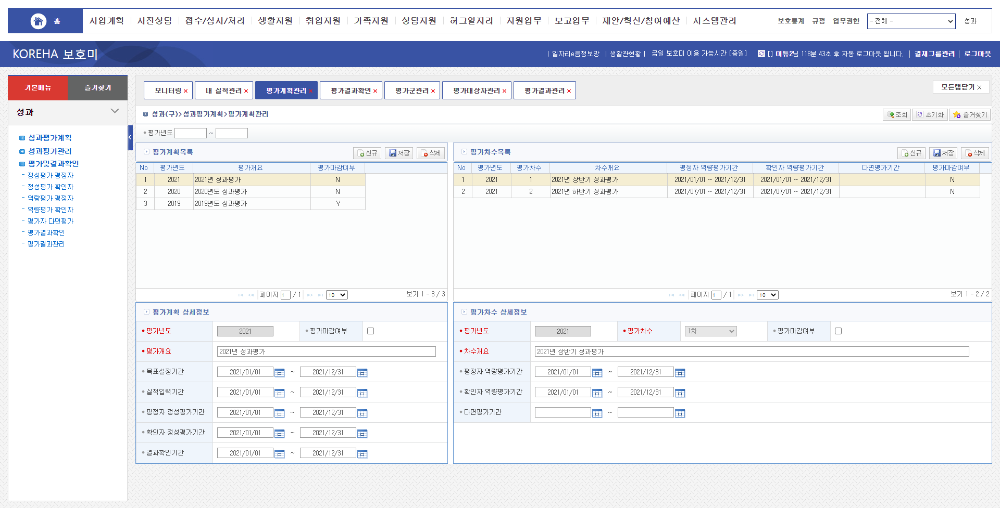 홈 사업계획 사전상담 접수/심사/처리 생활지원 취업지원 가족지원 상담지원 허그일자리 지원업무 보고업무 제안/혁신/참여예산 시스템관리 보호통계 규정 업무권한 - 전체 - 성과
KOREHA 보호미 | 일자리e음정보망 | 생활관현황 | 금일 보호미 이용 가능시간 [종일] [] 이튜2님 118분 43초 후 자동 로그아웃 됩니다. | 결재그룹관리 | 로그아웃
기본메뉴 즐겨찾기
성과
성과평가계획
성과평가관리
평가및결과확인
- 정성평가 평정자
- 정성평가 확인자
- 역량평가 평정자
- 역량평가 확인자
- 평가자 다면평가
- 평가결과확인
- 평가결과관리
모니터링 x 내 실적관리 x 평가계획관리 x 평가결과확인 x 평가군관리 x 평가대상자관리 x 평가결과관리 x 모든탭닫기 X
성과(구)>성과평가계획>평가계획관리 조회 초기화 즐겨찾기
평가년도 ~
평가계획목록 신규 저장 삭제
No 평가년도 평가개요 평가마감여부
1 2021 2021년 성과평가 N
2 2020 2020년도 성과평가 N
3 2019 2019년도 성과평가 Y
페이지 1 / 1 10 보기 1 - 3 / 3
평가차수목록 신규 저장 삭제
No 평가년도 평가차수 차수개요 평정자 역량평가기간 확인자 역량평가기간 다면평가기간 평가마감여부
1 2021 1 2021년 상반기 성과평가 2021/01/01 ~ 2021/12/31 2021/01/01 ~ 2021/12/31 N
2 2021 2 2021년 하반기 성과평가 2021/07/01 ~ 2021/12/31 2021/07/01 ~ 2021/12/31 N
페이지 1 / 1 10 보기 1 - 2 / 2
평가계획 상세정보
평가년도 2021 평가마감여부
평가개요 2021년 성과평가
목표설정기간 2021/01/01 ~ 2021/12/31
실적입력기간 2021/01/01 ~ 2021/12/31
평정자 정성평가기간 2021/01/01 ~ 2021/12/31
확인자 정성평가기간 2021/01/01 ~ 2021/12/31
결과확인기간 2021/01/01 ~ 2021/12/31
평가차수 상세정보
평가년도 2021 평가차수 1차 평가마감여부
차수개요 2021년 상반기 성과평가
평정자 역량평가기간 2021/01/01 ~ 2021/12/31
확인자 역량평가기간 2021/01/01 ~ 2021/12/31
다면평가기간 ~